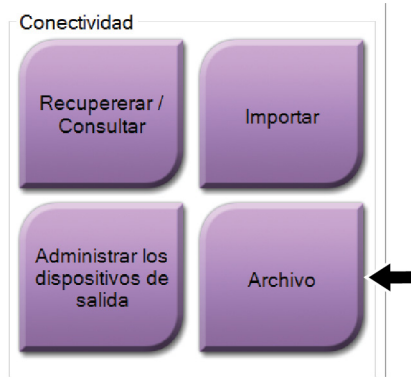 Conectividad
Recupererar /
Consultar
Importar
Administrar los
dispositivos de
salida
Archivo